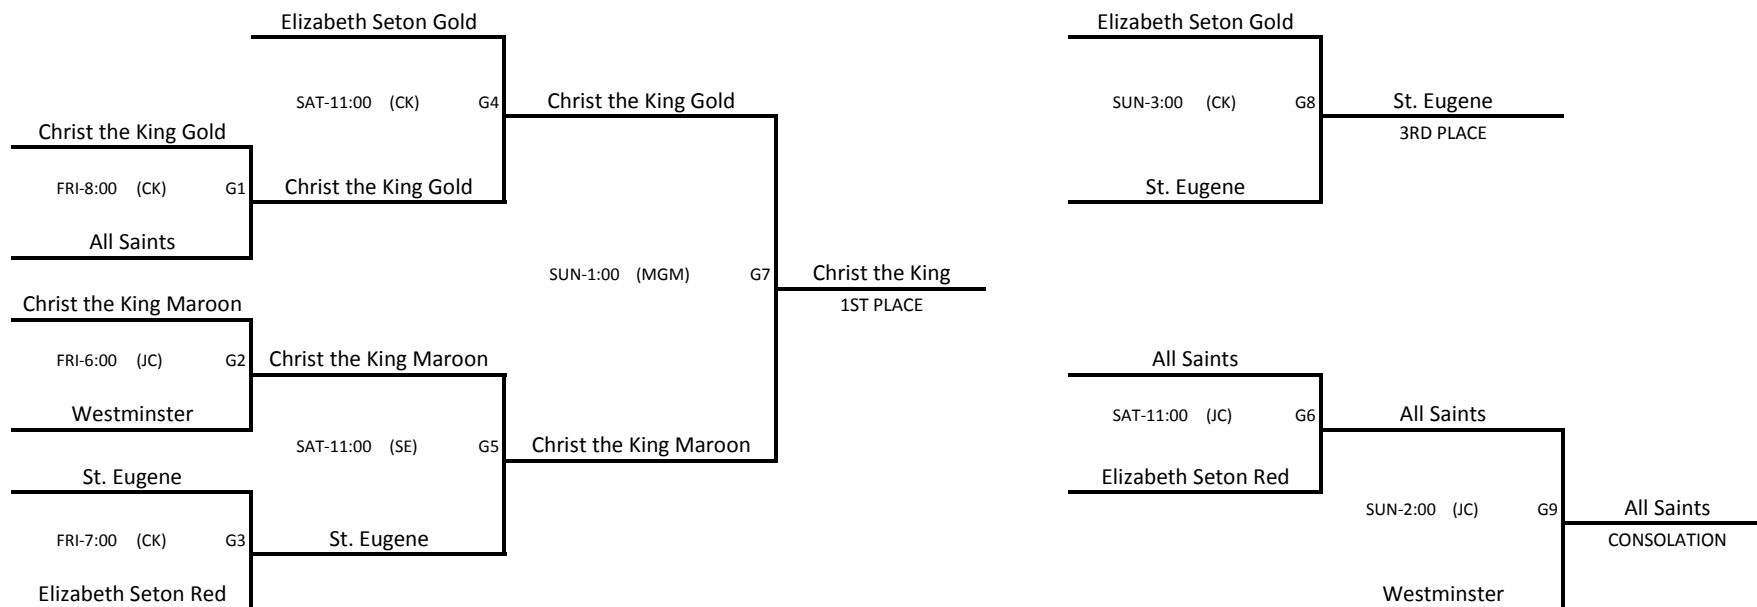 Elizabeth Seton Gold
SAT-11:00 (CK) G4
Christ the King Gold
Christ the King Gold
FRI-8:00 (CK) G1
Christ the King Gold
All Saints
SUN-1:00 (MGM) G7
Christ the King
1ST PLACE
Christ the King Maroon
FRI-6:00 (JC) G2
Christ the King Maroon
Westminster
SAT-11:00 (SE) G5
Christ the King Maroon
St. Eugene
FRI-7:00 (CK) G3
St. Eugene
Elizabeth Seton Red
Elizabeth Seton Gold
SUN-3:00 (CK) G8
St. Eugene
3RD PLACE
St. Eugene
All Saints
SAT-11:00 (JC) G6
All Saints
Elizabeth Seton Red
SUN-2:00 (JC) G9
All Saints
CONSOLATION
Westminster